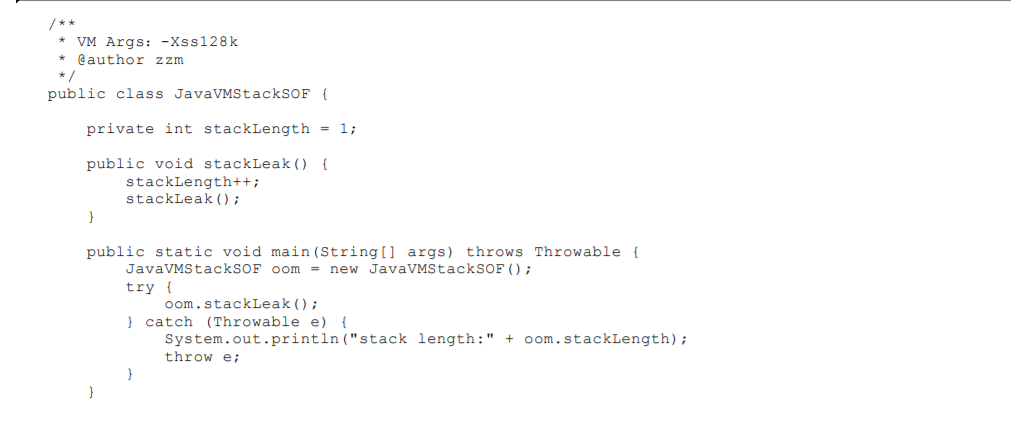 /**
 * VM Args: -Xss128k
 * @author zzm
 */
public class JavaVMStackSOF {

    private int stackLength = 1;

    public void stackLeak() {
        stackLength++;
        stackLeak();
    }

    public static void main(String[] args) throws Throwable {
        JavaVMStackSOF oom = new JavaVMStackSOF();
        try {
            oom.stackLeak();
        } catch (Throwable e) {
            System.out.println("stack length:" + oom.stackLength);
            throw e;
        }
    }